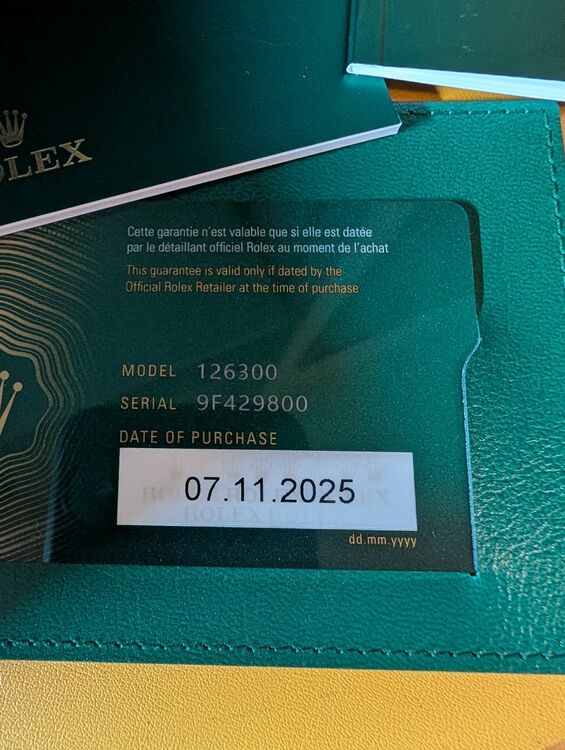 OLEX
Cette garantie n'est valable que si elle est datée
par le détaillant officiel Rolex au moment de l'achat
This guarantee is valid only if dated by the
Official Rolex Retailer at the time of purchase
MODEL 126300
SERIAL 9F429800
DATE OF PURCHASE
07.11.2025
ROLEX ROLEX
dd.mm.yyyy